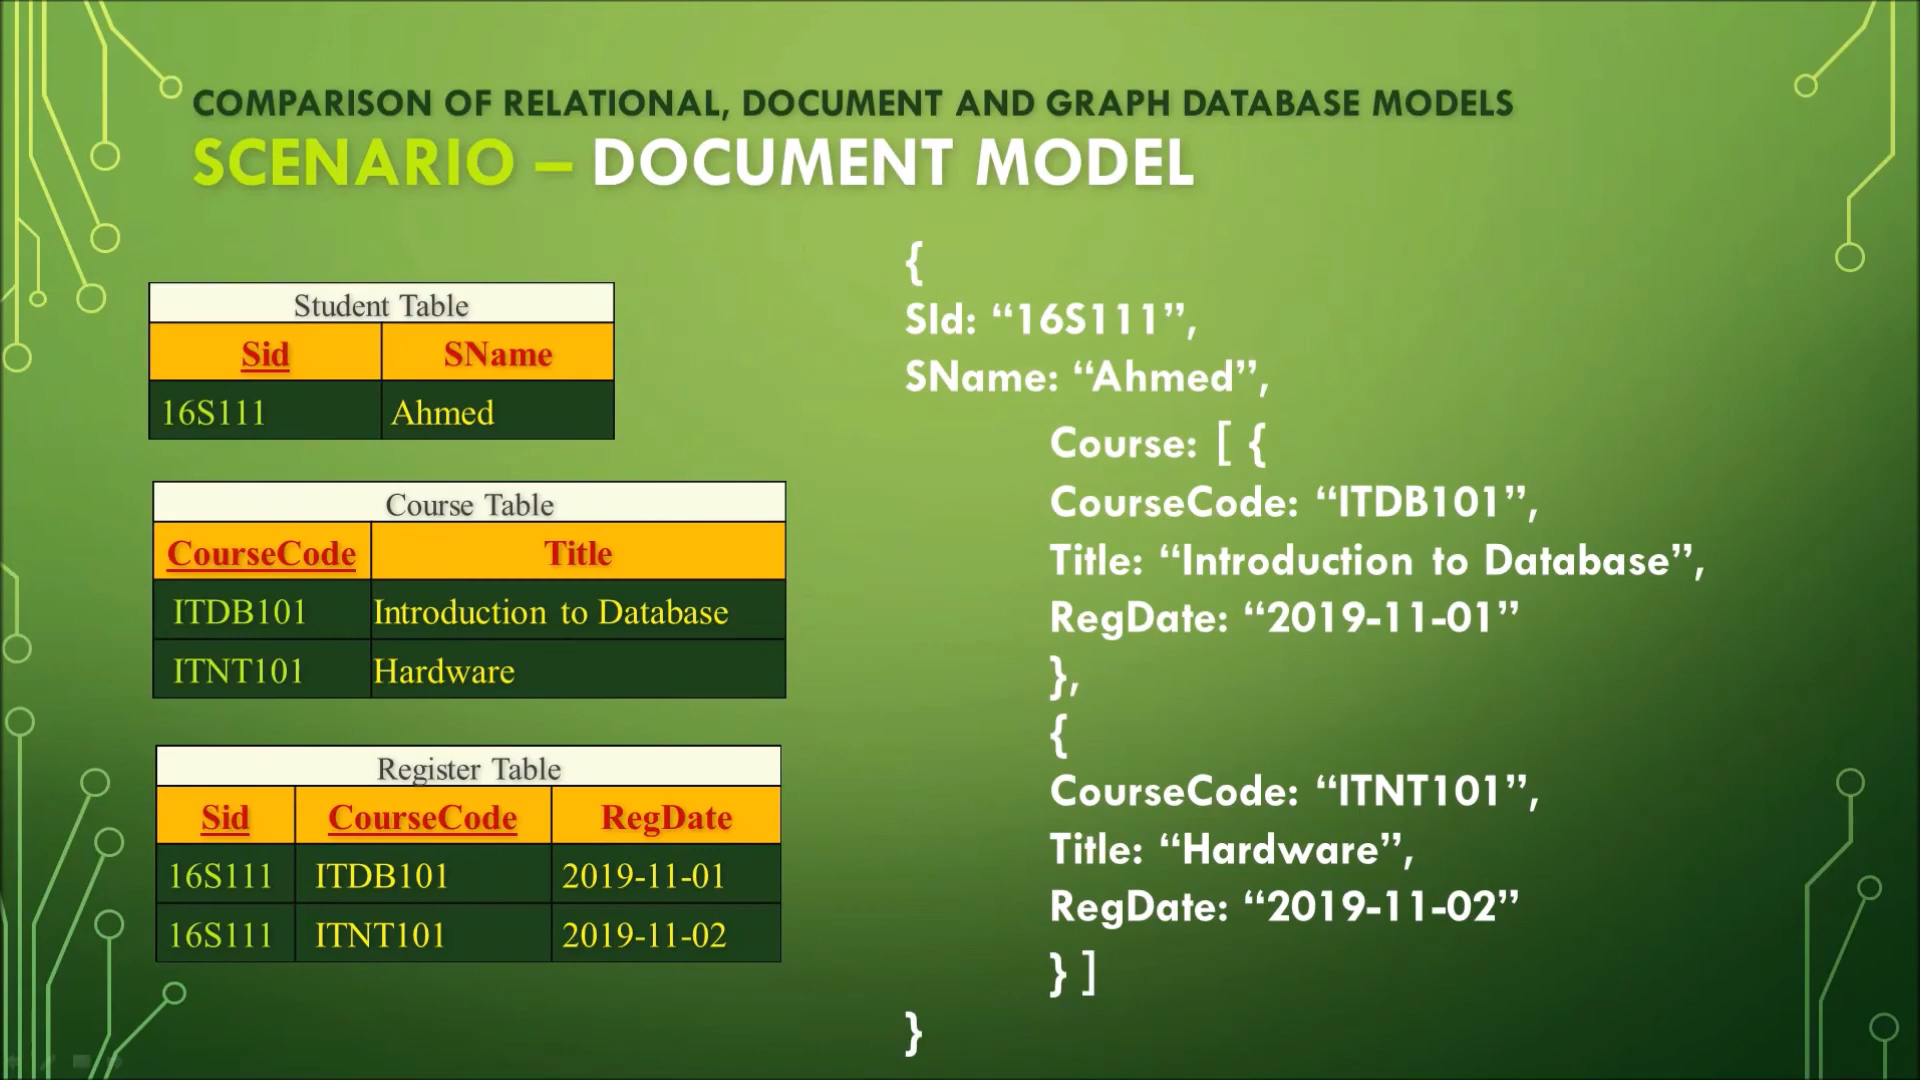 COMPARISON OF RELATIONAL, DOCUMENT AND GRAPH DATABASE MODELS
SCENARIO – DOCUMENT MODEL
Student Table
Sid SName
16S111 Ahmed
Course Table
CourseCode Title
ITDB101 Introduction to Database
ITNT101 Hardware
Register Table
Sid CourseCode RegDate
16S111 ITDB101 2019-11-01
16S111 ITNT101 2019-11-02
{
SId: “16S111”,
SName: “Ahmed”,
Course: [ {
CourseCode: “ITDB101”,
Title: “Introduction to Database”,
RegDate: “2019-11-01”
},
{
CourseCode: “ITNT101”,
Title: “Hardware”,
RegDate: “2019-11-02”
} ]
}